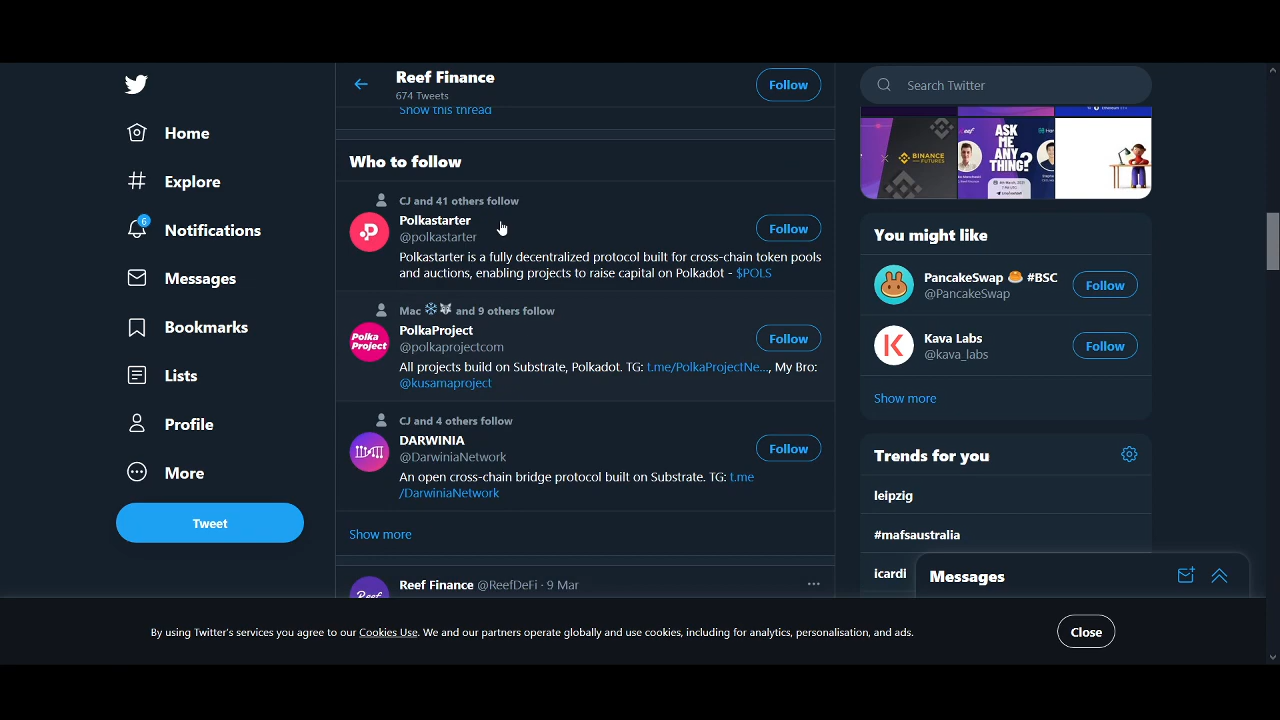 Home
Explore
6
Notifications
Messages
Bookmarks
Lists
Profile
More
Tweet
Reef Finance
674 Tweets
Follow
Show this thread
Who to follow
CJ and 41 others follow
Polkastarter
@polkastarter
Follow
Polkastarter is a fully decentralized protocol built for cross-chain token pools
and auctions, enabling projects to raise capital on Polkadot - $POLS
Mac and 9 others follow
PolkaProject
@polkaprojectcom
Follow
Polka
Project
All projects build on Substrate, Polkadot. TG: t.me/PolkaProjectNe..., My Bro:
@kusamaproject
CJ and 4 others follow
DARWINIA
@DarwiniaNetwork
Follow
An open cross-chain bridge protocol built on Substrate. TG: t.me
/DarwiniaNetwork
Show more
Reef Finance @ReefDeFi · 9 Mar
Reef
Search Twitter
BINANCE
FUTURES
ASK
ME
ANY
THING?
You might like
PancakeSwap #BSC
@PancakeSwap
Follow
Kava Labs
@kava_labs
Follow
Show more
Trends for you
leipzig
#mafsaustralia
icardi
Messages
By using Twitter's services you agree to our Cookies Use. We and our partners operate globally and use cookies, including for analytics, personalisation, and ads.
Close